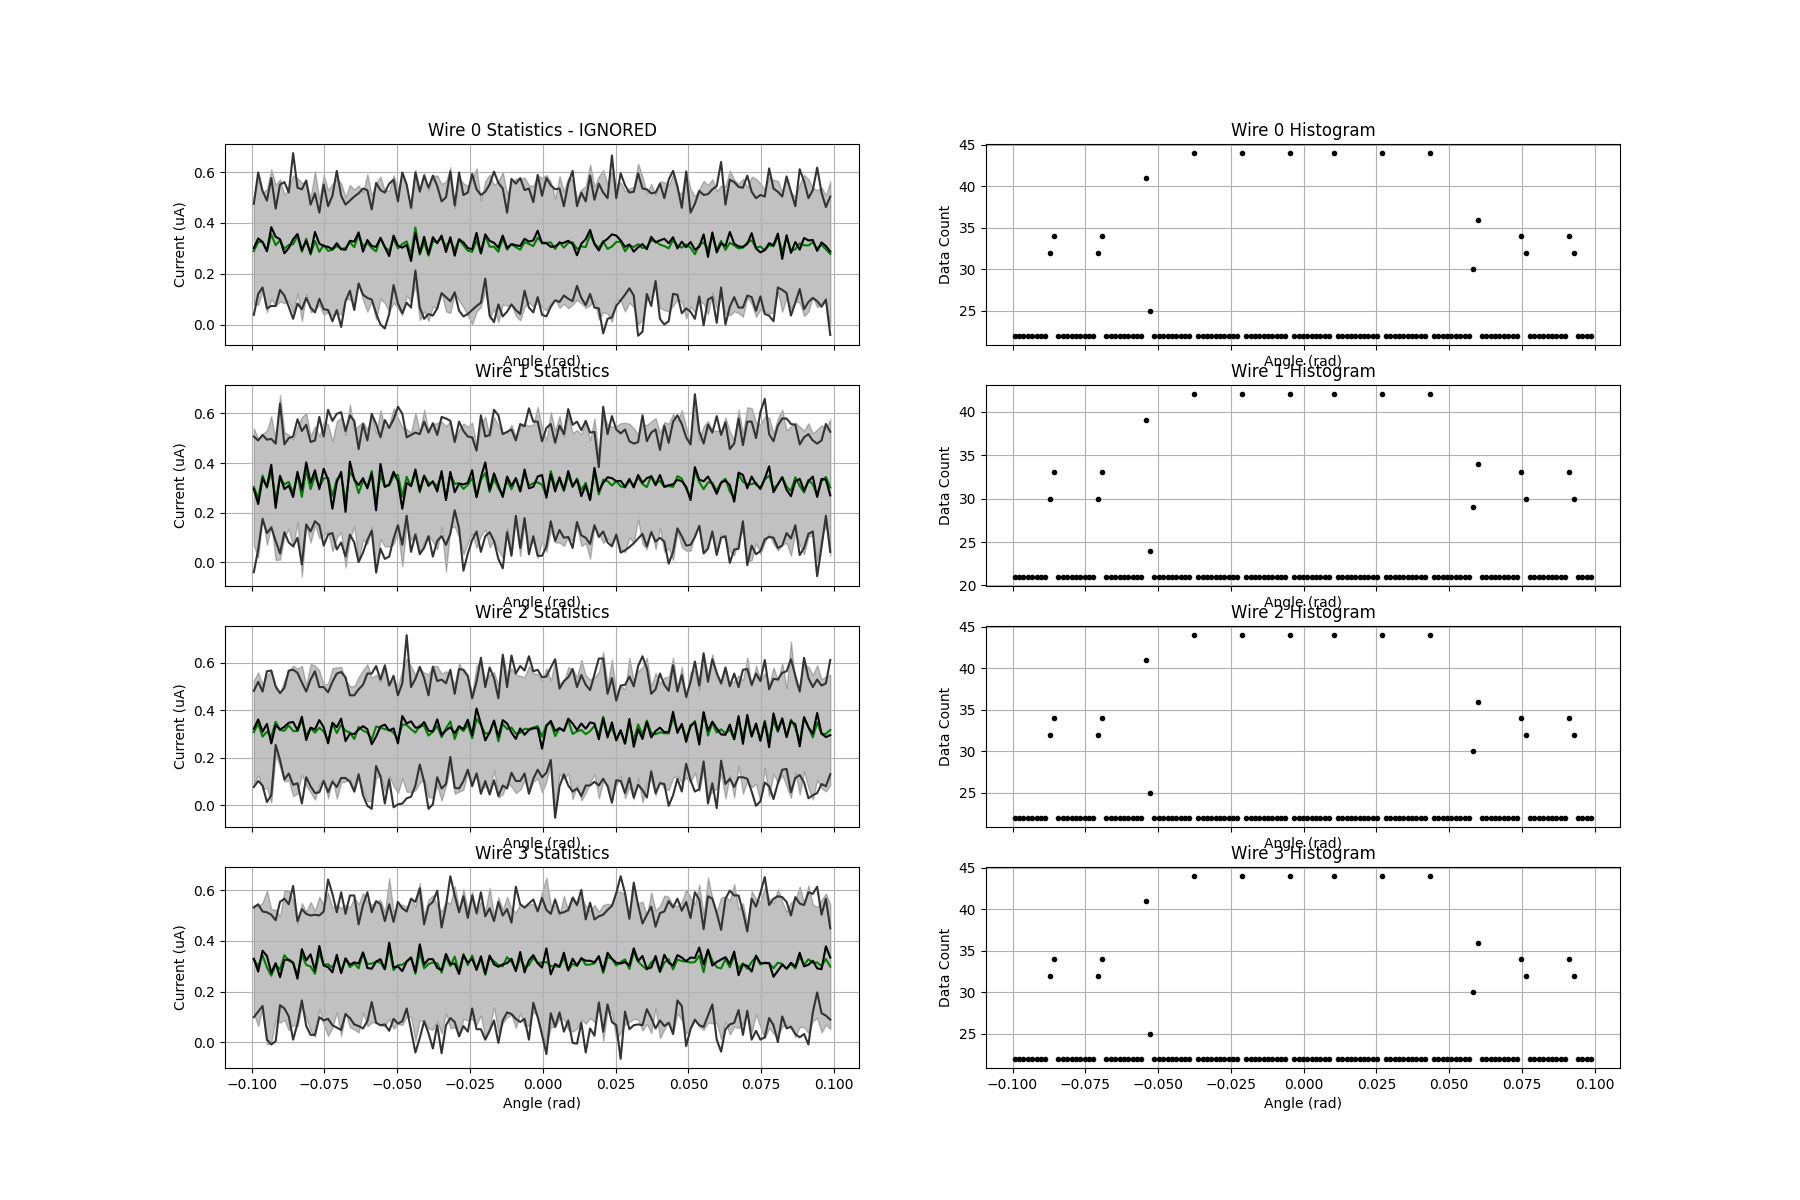 Wire 0 Statistics - IGNORED
0.6
0.4
0.2
0.0
Current (uA)
Angle (rad)
Wire 0 Histogram
45
40
35
30
25
Data Count
Angle (rad)
Wire 1 Statistics
0.6
0.4
0.2
0.0
Current (uA)
Angle (rad)
Wire 1 Histogram
40
35
30
25
20
Data Count
Angle (rad)
Wire 2 Statistics
0.6
0.4
0.2
0.0
Current (uA)
Angle (rad)
Wire 2 Histogram
45
40
35
30
25
Data Count
Angle (rad)
Wire 3 Statistics
0.6
0.4
0.2
0.0
Current (uA)
−0.100 −0.075 −0.050 −0.025 0.000 0.025 0.050 0.075 0.100
Angle (rad)
Wire 3 Histogram
45
40
35
30
25
Data Count
−0.100 −0.075 −0.050 −0.025 0.000 0.025 0.050 0.075 0.100
Angle (rad)